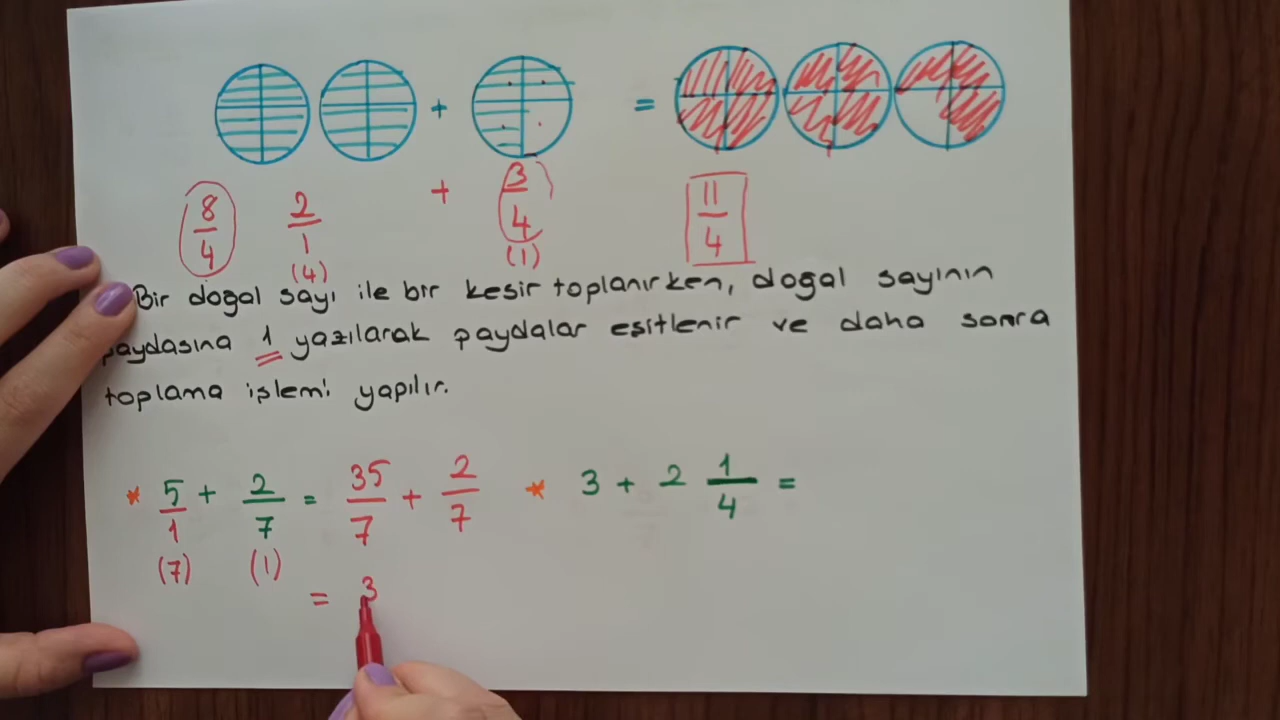 + =
8/4 2/1 + 3/4 11/4
(4) (1)
Bir doğal sayı ile bir kesir toplanırken, doğal sayının
paydasına 1 yazılarak paydalar eşitlenir ve daha sonra
toplama işlemi yapılır.
* 5/1 + 2/7 = 35/7 + 2/7 * 3 + 2 1/4 =
(7) (1)
= 3